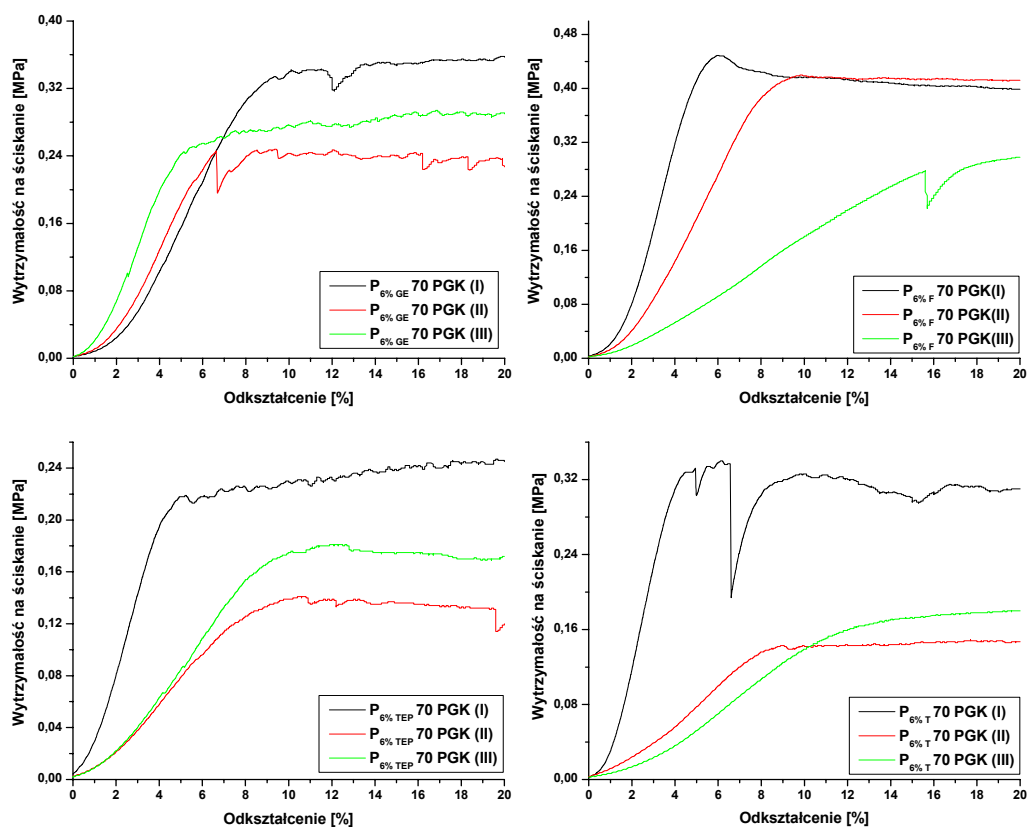 0,40
0,32
0,24
0,16
0,08
0,00
Wytrzymałość na ściskanie [MPa]
0 2 4 6 8 10 12 14 16 18 20
Odkształcenie [%]
P6% GE 70 PGK (I)
P6% GE 70 PGK (II)
P6% GE 70 PGK (III)
0,48
0,40
0,32
0,24
0,16
0,08
0,00
Wytrzymałość na ściskanie [MPa]
0 2 4 6 8 10 12 14 16 18 20
Odkształcenie [%]
P6% F 70 PGK(I)
P6% F 70 PGK(II)
P6% F 70 PGK(III)
0,24
0,20
0,16
0,12
0,08
0,04
0,00
Wytrzymałość na ściskanie [MPa]
0 2 4 6 8 10 12 14 16 18 20
Odkształcenie [%]
P6% TEP 70 PGK (I)
P6% TEP 70 PGK (II)
P6% TEP 70 PGK (III)
0,32
0,24
0,16
0,08
0,00
Wytrzymałość na ściskanie [MPa]
0 2 4 6 8 10 12 14 16 18 20
Odkształcenie [%]
P6% T 70 PGK (I)
P6% T 70 PGK (II)
P6% T 70 PGK (III)